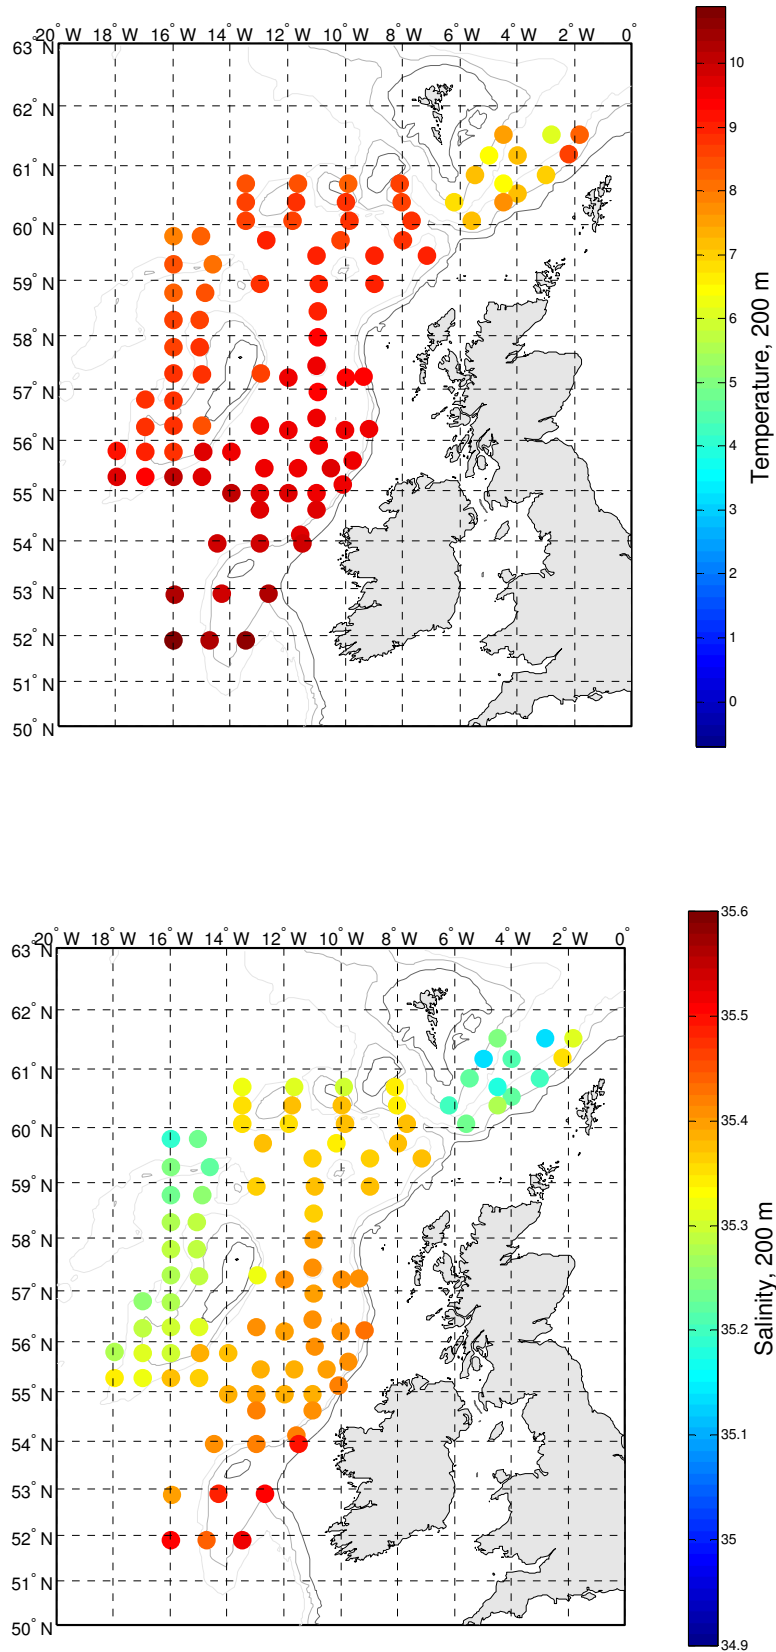 20° W 18° W 16° W 14° W 12° W 10° W 8° W 6° W 4° W 2° W 0°
63° N
62° N
61° N
60° N
59° N
58° N
57° N
56° N
55° N
54° N
53° N
52° N
51° N
50° N
10
9
8
7
6
5
4
3
2
1
0
Temperature, 200 m
20° W 18° W 16° W 14° W 12° W 10° W 8° W 6° W 4° W 2° W 0°
63° N
62° N
61° N
60° N
59° N
58° N
57° N
56° N
55° N
54° N
53° N
52° N
51° N
50° N
35.6
35.5
35.4
35.3
35.2
35.1
35
34.9
Salinity, 200 m